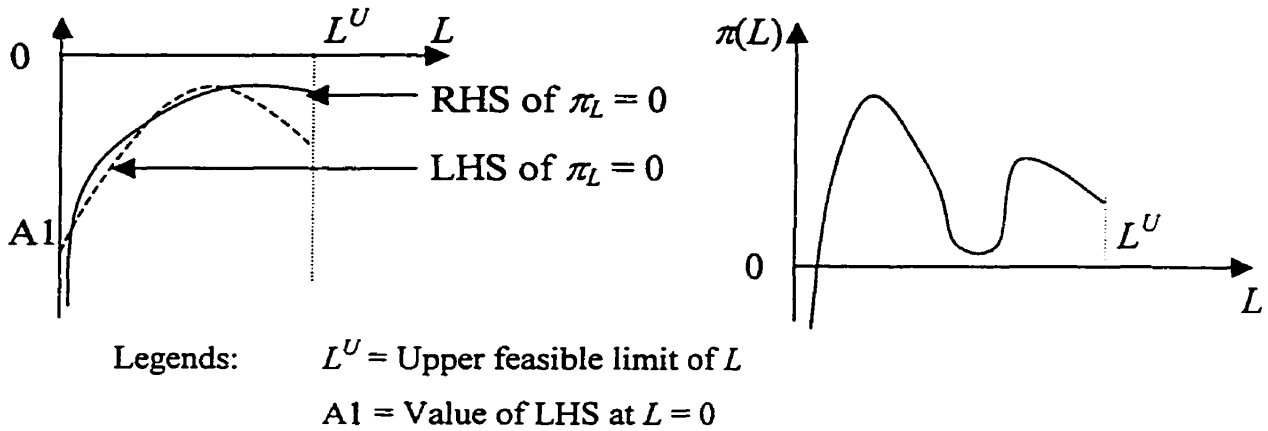 0
L^U
L
RHS of π_L = 0
LHS of π_L = 0
A1
π(L)
0
L^U
L
Legends: L^U = Upper feasible limit of L
A1 = Value of LHS at L = 0